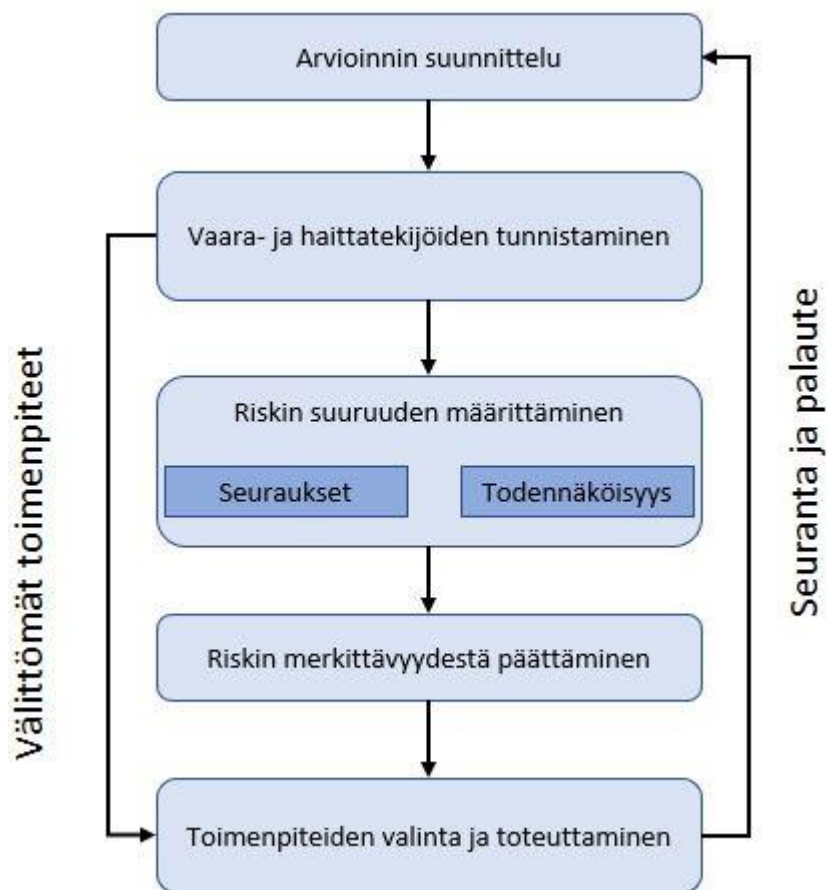 Arvioinnin suunnittelu
Vaara- ja haittatekijöiden tunnistaminen
Riskin suuruuden määrittäminen
Seuraukset
Todennäköisyys
Riskin merkittävyydestä päättäminen
Toimenpiteiden valinta ja toteuttaminen
Välittömät toimenpiteet
Seuranta ja palaute